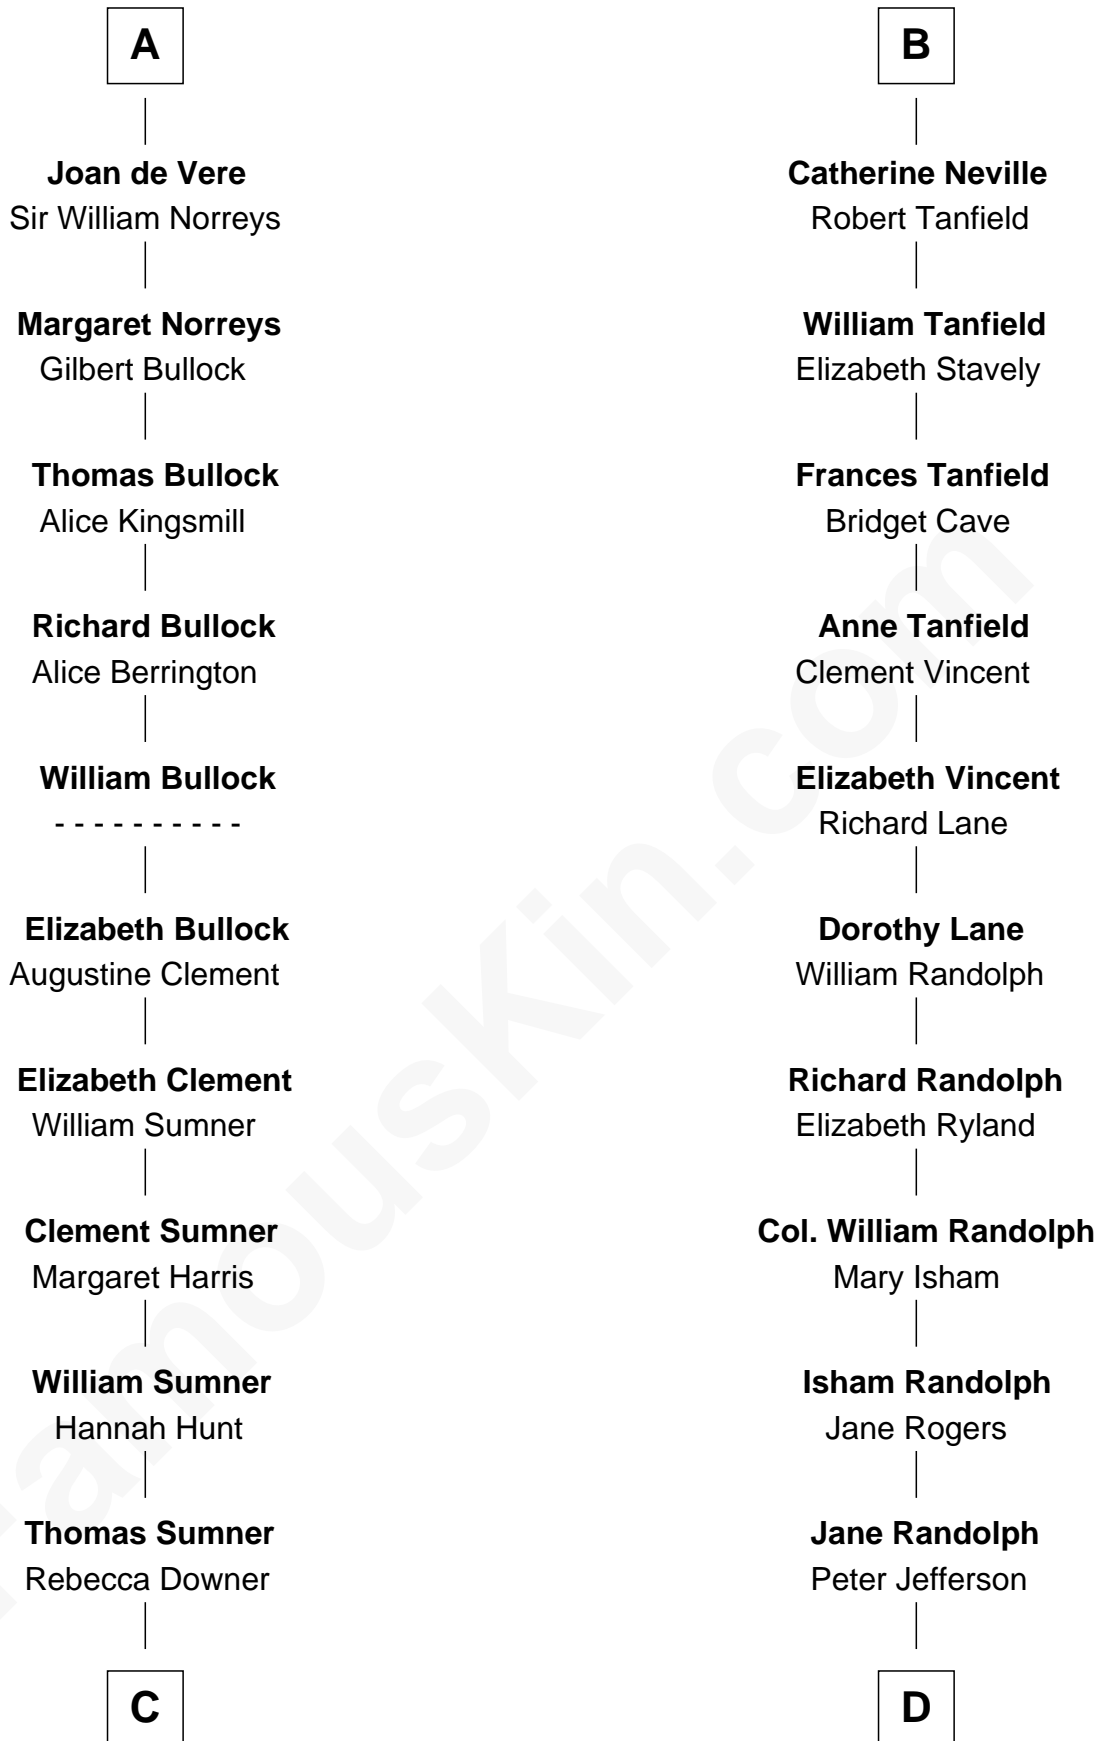 A
Joan de Vere
Sir William Norreys
Margaret Norreys
Gilbert Bullock
Thomas Bullock
Alice Kingsmill
Richard Bullock
Alice Berrington
William Bullock
- - - - - - - - - -
Elizabeth Bullock
Augustine Clement
Elizabeth Clement
William Sumner
Clement Sumner
Margaret Harris
William Sumner
Hannah Hunt
Thomas Sumner
Rebecca Downer
C
B
Catherine Neville
Robert Tanfield
William Tanfield
Elizabeth Stavely
Frances Tanfield
Bridget Cave
Anne Tanfield
Clement Vincent
Elizabeth Vincent
Richard Lane
Dorothy Lane
William Randolph
Richard Randolph
Elizabeth Ryland
Col. William Randolph
Mary Isham
Isham Randolph
Jane Rogers
Jane Randolph
Peter Jefferson
D
FamousKin.com